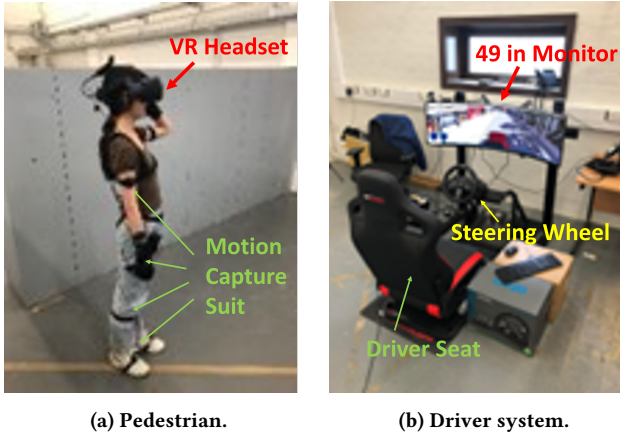 VR Headset
Motion
Capture
Suit
(a) Pedestrian.
49 in Monitor
Steering Wheel
Driver Seat
(b) Driver system.